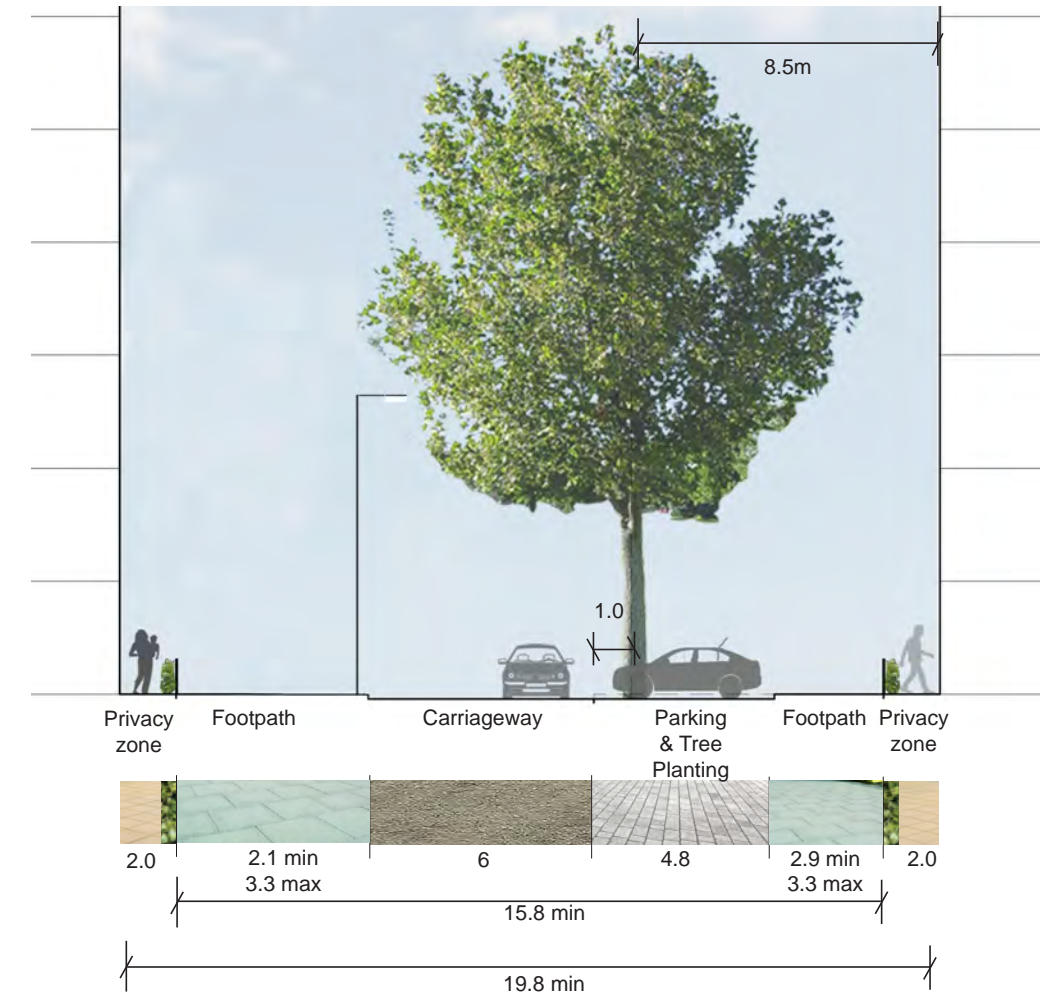 8.5m
1.0
Privacy
zone
Footpath
Carriageway
Parking
& Tree
Planting
Footpath
Privacy
zone
2.0
2.1 min
3.3 max
6
4.8
2.9 min
3.3 max
2.0
15.8 min
19.8 min